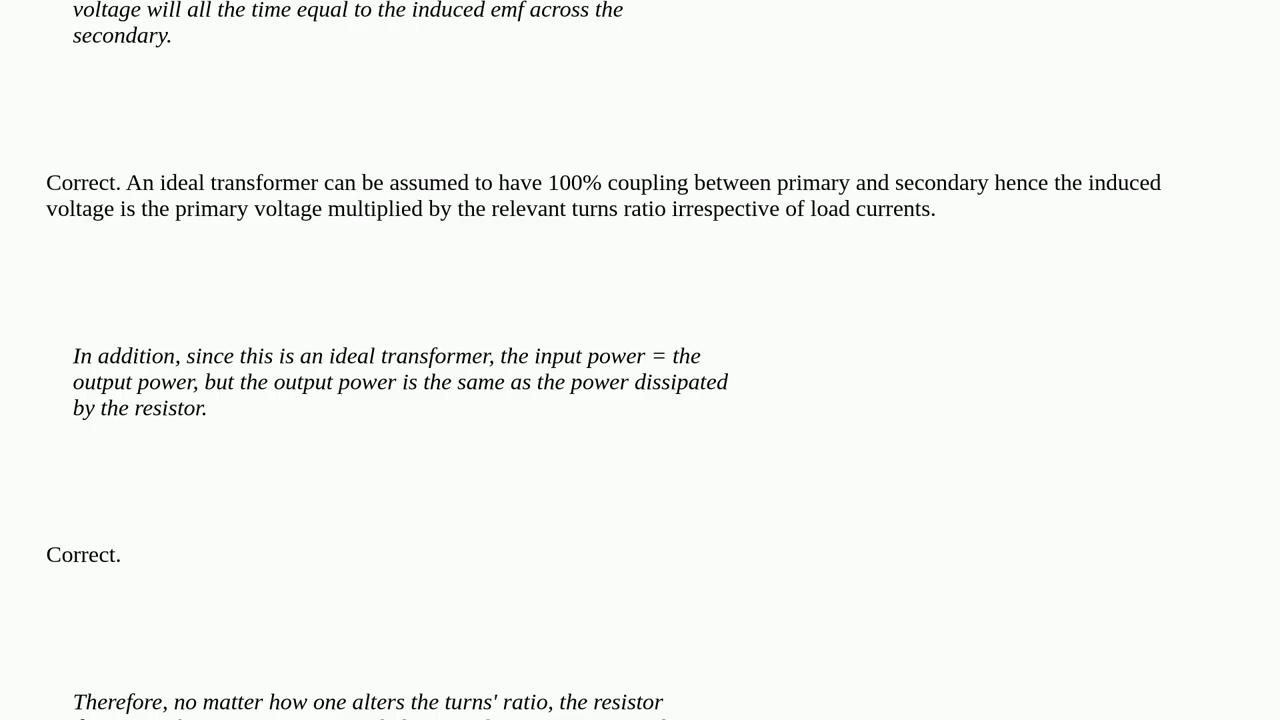 voltage will all the time equal to the induced emf across the
secondary.
Correct. An ideal transformer can be assumed to have 100% coupling between primary and secondary hence the induced
voltage is the primary voltage multiplied by the relevant turns ratio irrespective of load currents.
In addition, since this is an ideal transformer, the input power = the
output power, but the output power is the same as the power dissipated
by the resistor.
Correct.
Therefore, no matter how one alters the turns' ratio, the resistor